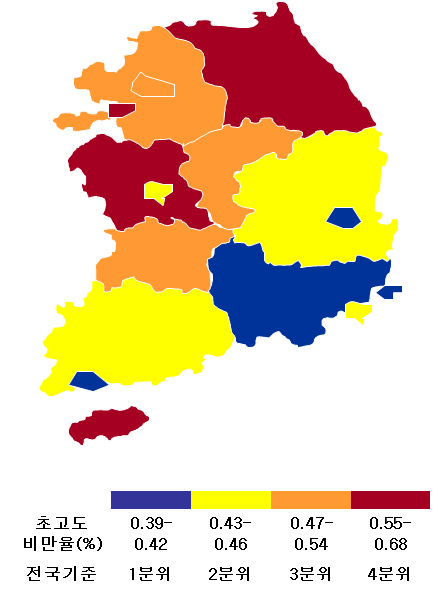 초고도 0.39- 0.43- 0.47- 0.55-
비만율(%) 0.42 0.46 0.54 0.68
전국기준 1분위 2분위 3분위 4분위